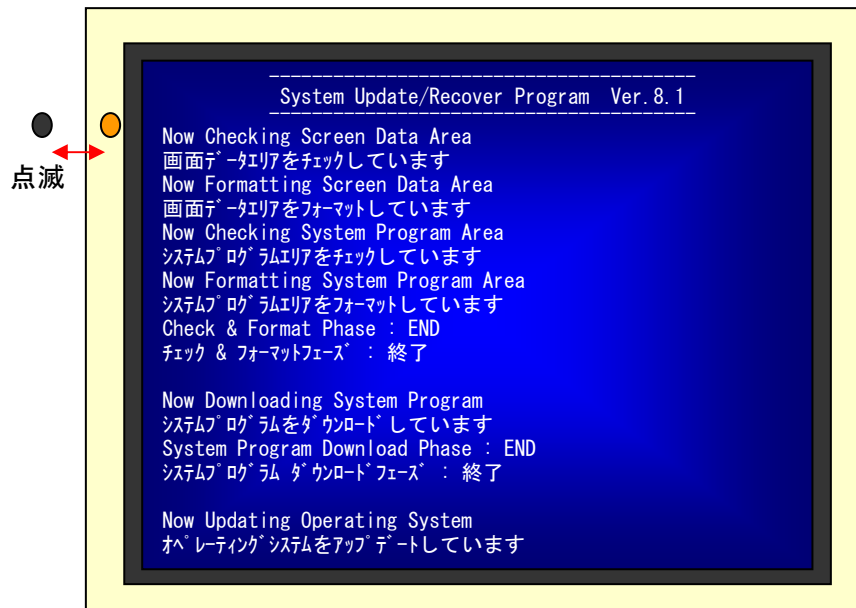 System Update/Recover Program Ver.8.1
点滅
Now Checking Screen Data Area
画面ﾃﾞｰﾀｴﾘｱをﾁｪｯｸしています
Now Formatting Screen Data Area
画面ﾃﾞｰﾀｴﾘｱをﾌｫｰﾏｯﾄしています
Now Checking System Program Area
ｼｽﾃﾑﾌﾟﾛｸﾞﾗﾑｴﾘｱをﾁｪｯｸしています
Now Formatting System Program Area
ｼｽﾃﾑﾌﾟﾛｸﾞﾗﾑｴﾘｱをﾌｫｰﾏｯﾄしています
Check & Format Phase : END
ﾁｪｯｸ & ﾌｫｰﾏｯﾄﾌｪｰｽﾞ : 終了
Now Downloading System Program
ｼｽﾃﾑﾌﾟﾛｸﾞﾗﾑをﾀﾞｳﾝﾛｰﾄﾞしています
System Program Download Phase : END
ｼｽﾃﾑﾌﾟﾛｸﾞﾗﾑ ﾀﾞｳﾝﾛｰﾄﾞﾌｪｰｽﾞ : 終了
Now Updating Operating System
ｵﾍﾟﾚｰﾃｨﾝｸﾞｼｽﾃﾑをｱｯﾌﾟﾃﾞｰﾄしています